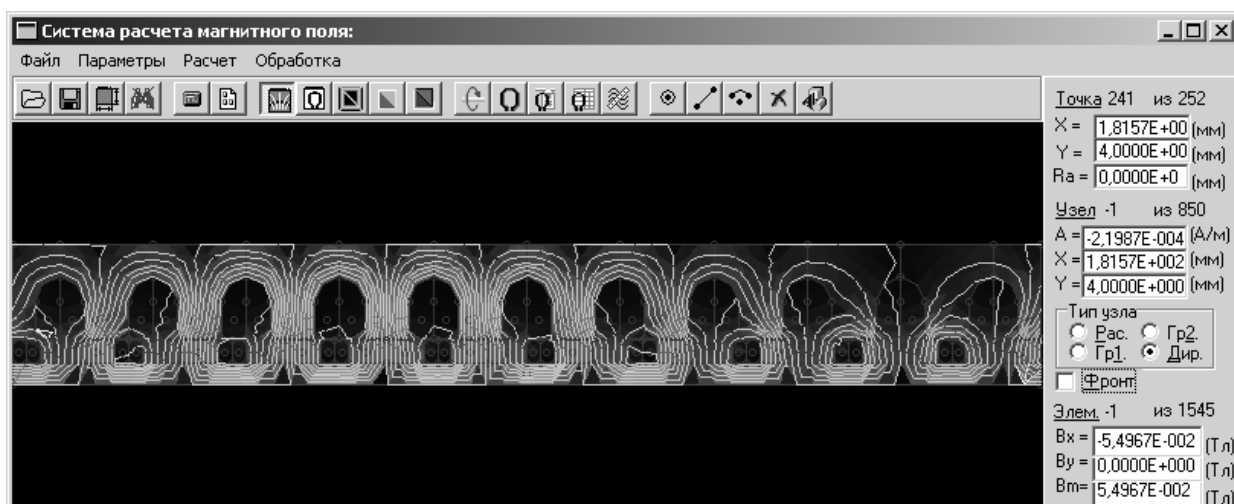 Система расчета магнитного поля:
Файл Параметры Расчет Обработка
Точка 241 из 252
X = 1,8157E+00 (мм)
Y = 4,0000E+00 (мм)
Ra = 0,0000E+0 (мм)
Узел -1 из 850
A = -2,1987E-004 (А/м)
X = 1,8157E+002 (мм)
Y = 4,0000E+000 (мм)
Тип узла
Рас. Гр2.
Гр1. Дир.
Фронт
Элем. -1 из 1545
Bx = -5,4967E-002 (Тл)
By = 0,0000E+000 (Тл)
Bm= 5,4967E-002 (Тл)